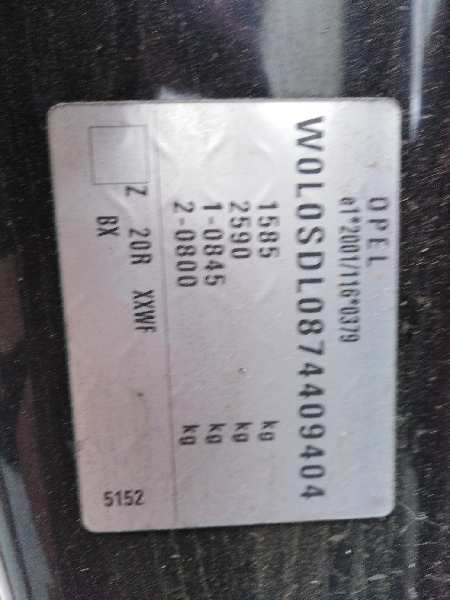 OPEL
e1*2001/116*0379
W0L0SDL0874409404
1585 kg
2590 kg
1-0845 kg
2-0800 kg
Z 20R XXWF
BX
5152